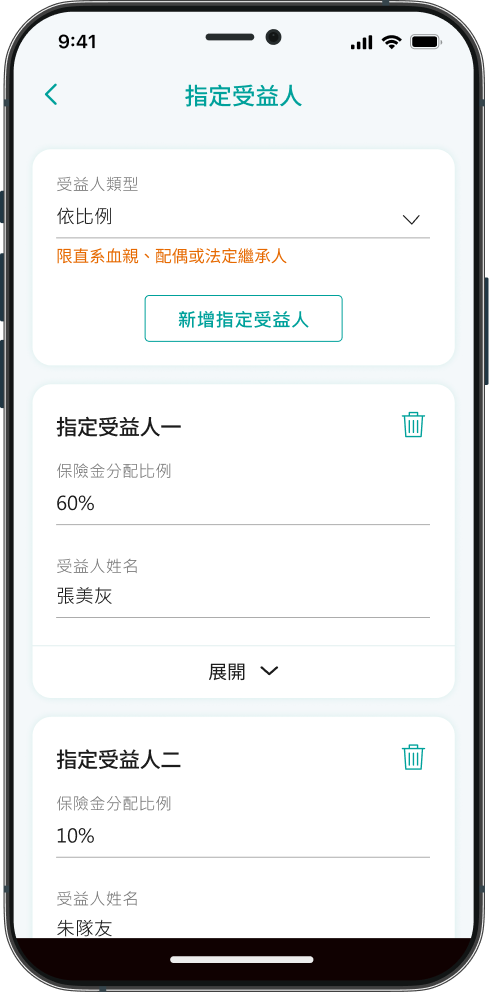 9:41
指定受益人
受益人類型
依比例
限直系血親、配偶或法定繼承人
新增指定受益人
指定受益人一
保險金分配比例
60%
受益人姓名
張美灰
展開
指定受益人二
保險金分配比例
10%
受益人姓名
朱隊友